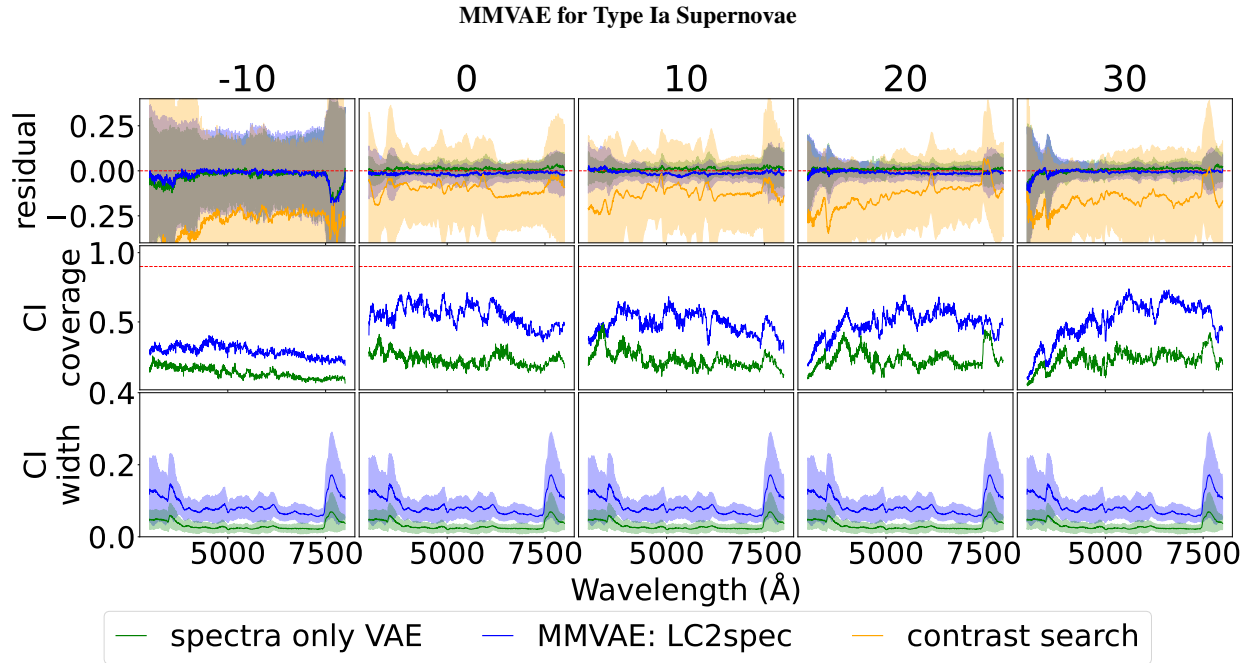 MMVAE for Type Ia Supernovae
-10 0 10 20 30
residual
0.25
0.00
−0.25
CI
coverage
1.0
0.5
CI
width
0.4
0.2
0.0
5000 7500 5000 7500 5000 7500 5000 7500 5000 7500
Wavelength (Å)
spectra only VAE MMVAE: LC2spec contrast search